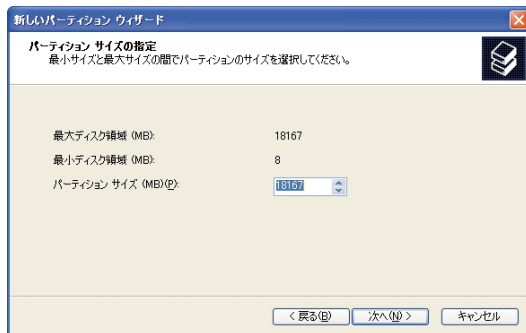 新しいパーティション ウィザード
パーティション サイズの指定
最小サイズと最大サイズの間でパーティションのサイズを選択してください。
最大ディスク領域 (MB): 18167
最小ディスク領域 (MB): 8
パーティション サイズ (MB)(P): 18167
< 戻る(B) 次へ(N) > キャンセル